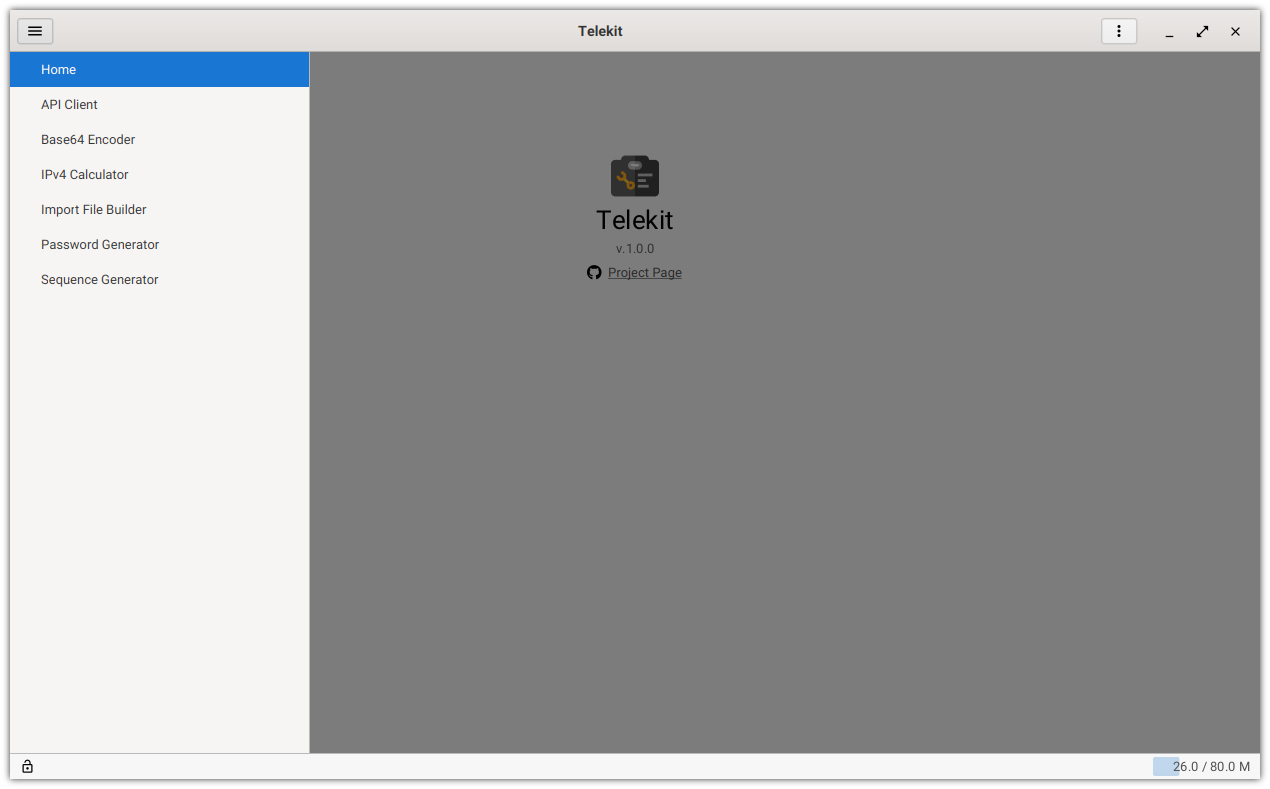 Telekit
Home
API Client
Base64 Encoder
IPv4 Calculator
Import File Builder
Password Generator
Sequence Generator
Telekit
v.1.0.0
Project Page
26.0 / 80.0 M